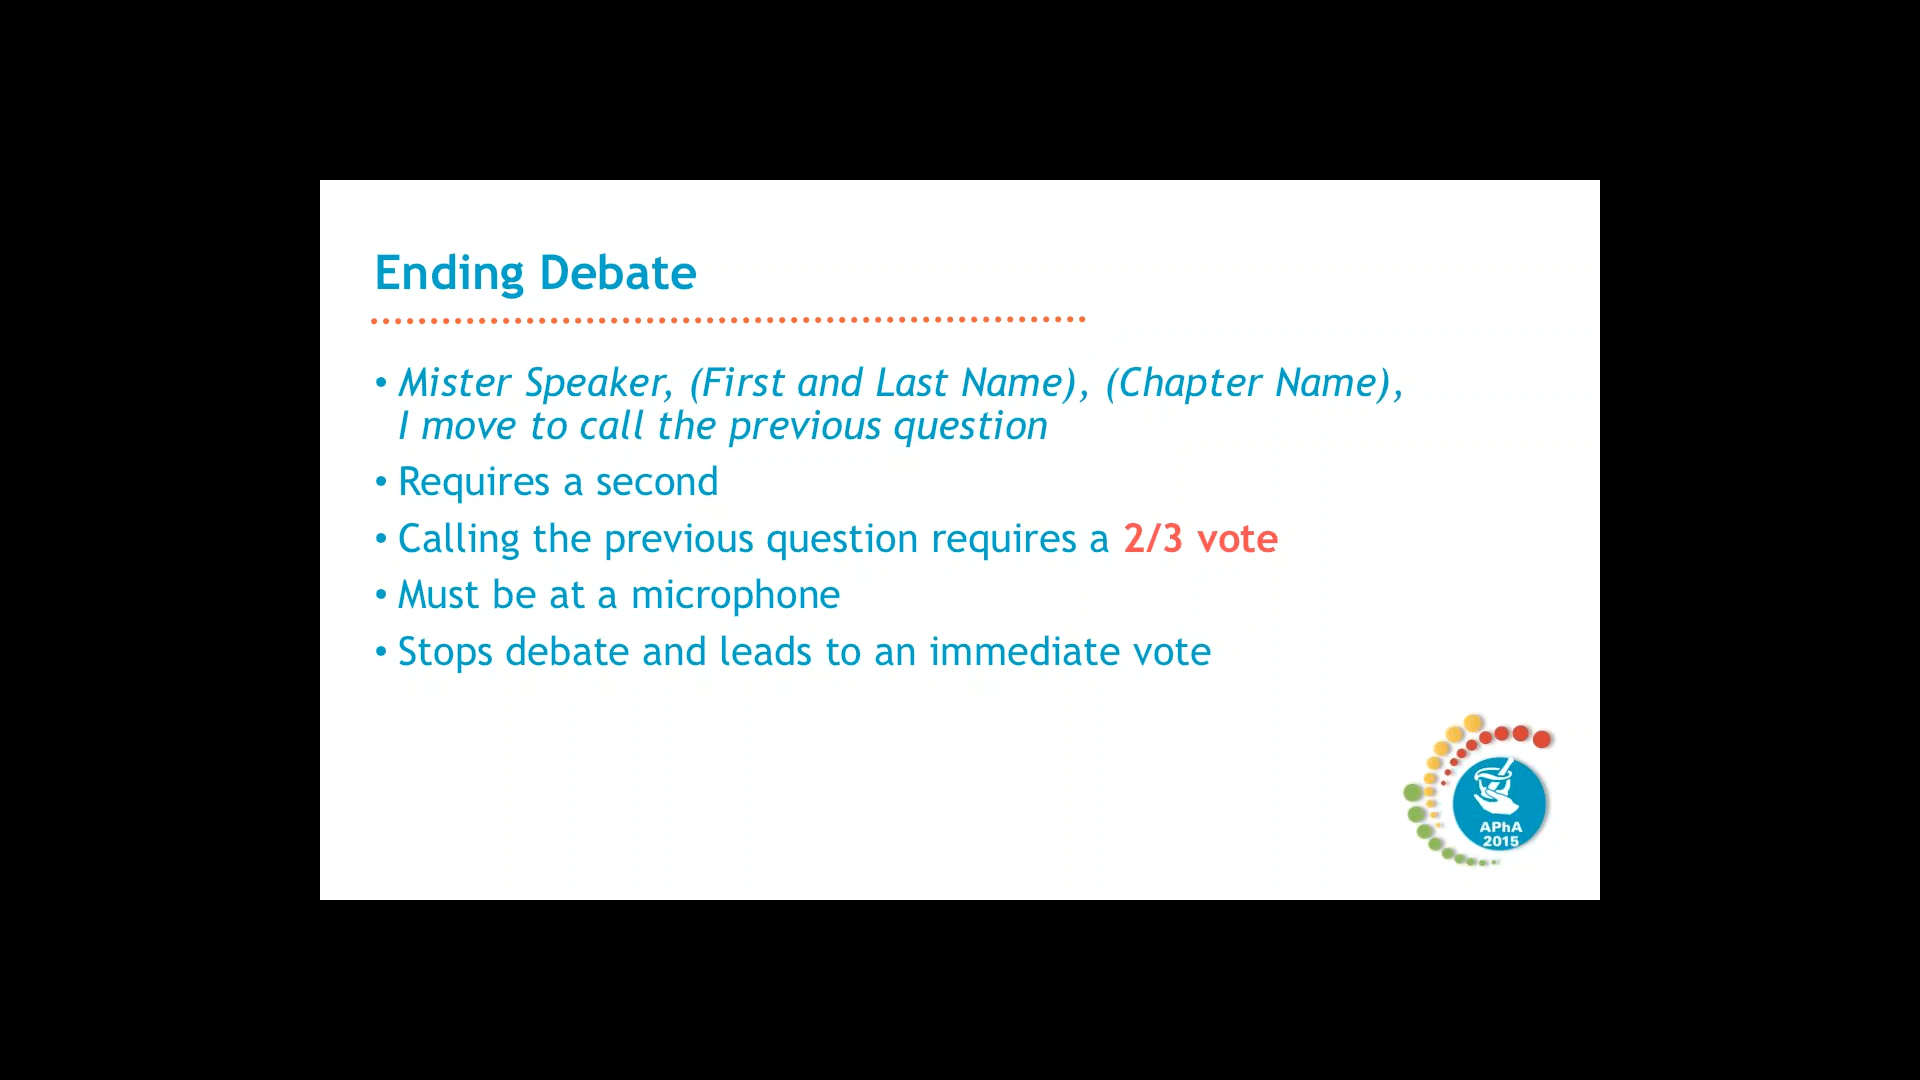 Ending Debate
• Mister Speaker, (First and Last Name), (Chapter Name),
I move to call the previous question
• Requires a second
• Calling the previous question requires a 2/3 vote
• Must be at a microphone
• Stops debate and leads to an immediate vote
APhA
2015